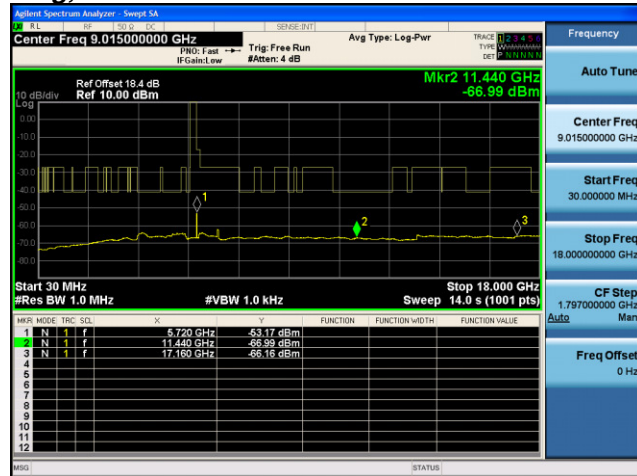 Agilent Spectrum Analyzer - Swept SA
RL RF 50 Ω DC SENSE:INT
Center Freq 9.015000000 GHz
PNO: Fast
IFGain:Low
Trig: Free Run
#Atten: 4 dB
Avg Type: Log-Pwr
TRACE 1 2 3 4 5 6
TYPE
DET P N N N N N
Ref Offset 18.4 dB
Ref 10.00 dBm
10 dB/div
Log
Mkr2 11.440 GHz
-66.99 dBm
0.00
-10.0
-20.0
-30.0
-40.0
-50.0
-60.0
-70.0
-80.0
1
2
3
Start 30 MHz
Stop 18.000 GHz
#Res BW 1.0 MHz
#VBW 1.0 kHz
Sweep 14.0 s (1001 pts)
MKR MODE TRC SCL X Y FUNCTION FUNCTION WIDTH FUNCTION VALUE
1 N 1 f 5.720 GHz -53.17 dBm
2 N 1 f 11.440 GHz -66.99 dBm
3 N 1 f 17.160 GHz -66.16 dBm
4
5
6
7
8
9
10
11
12
MSG
STATUS
Frequency
Auto Tune
Center Freq
9.015000000 GHz
Start Freq
30.000000 MHz
Stop Freq
18.000000000 GHz
CF Step
1.797000000 GHz
Auto Man
Freq Offset
0 Hz